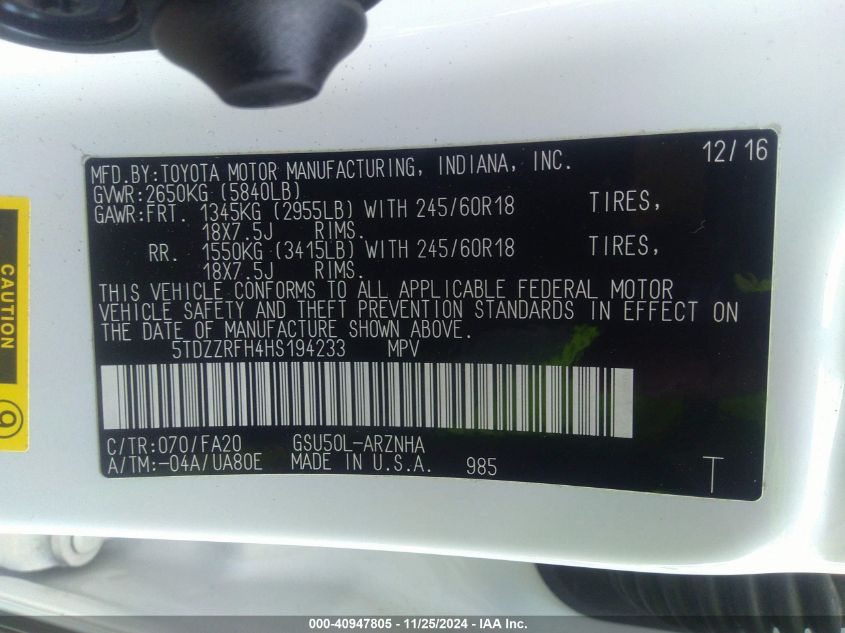 MFD.BY:TOYOTA MOTOR MANUFACTURING, INDIANA, INC. 12/16
GVWR:2650KG (5840LB)
GAWR:FRT. 1345KG (2955LB) WITH 245/60R18 TIRES,
18X7.5J RIMS.
RR. 1550KG (3415LB) WITH 245/60R18 TIRES,
18X7.5J RIMS.
THIS VEHICLE CONFORMS TO ALL APPLICABLE FEDERAL MOTOR
VEHICLE SAFETY AND THEFT PREVENTION STANDARDS IN EFFECT ON
THE DATE OF MANUFACTURE SHOWN ABOVE.
5TDZZRFH4HS194233 MPV
C/TR:070/FA20 GSU50L-ARZNHA
A/TM:-04A/UA80E MADE IN U.S.A. 985 T
CAUTION
000-40947805 - 11/25/2024 - IAA Inc.